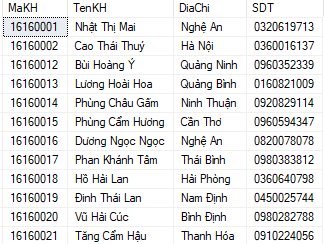 MaKH TenKH DiaChi SDT
16160001 Nhật Thị Mai Nghệ An 0320619713
16160002 Cao Thái Thuý Hà Nội 0360016137
16160012 Bùi Hoàng Ý Quảng Ninh 0960352339
16160013 Lương Hoài Hoa Quảng Bình 0160821009
16160014 Phùng Châu Gấm Ninh Thuận 0920829114
16160015 Phùng Cẩm Hương Cần Thơ 0960594347
16160016 Dương Ngọc Ngọc Nghệ An 0820078078
16160017 Phan Khánh Tâm Thái Bình 0980383812
16160018 Hồ Hải Lan Hải Phòng 0360640798
16160019 Đinh Thái Lan Nam Định 0450025744
16160020 Vũ Hải Cúc Bình Định 0980282788
16160021 Tăng Cẩm Hậu Thanh Hóa 0910224056